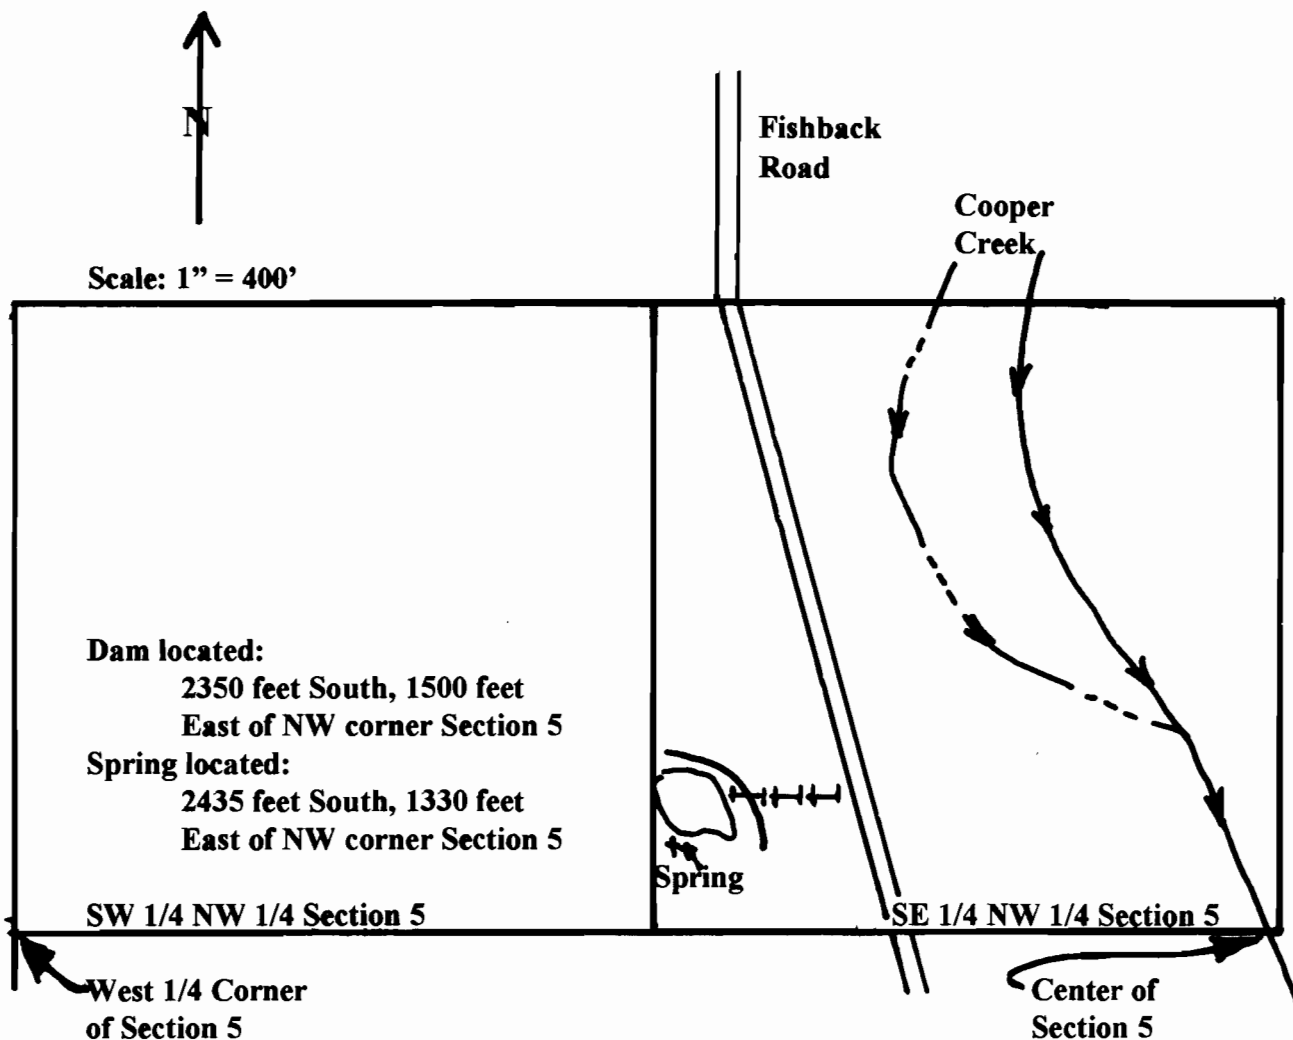 N
Fishback
Road
Cooper
Creek
Scale: 1” = 400’
Dam located:
2350 feet South, 1500 feet
East of NW corner Section 5
Spring located:
2435 feet South, 1330 feet
East of NW corner Section 5
Spring
SW 1/4 NW 1/4 Section 5
SE 1/4 NW 1/4 Section 5
West 1/4 Corner
of Section 5
Center of
Section 5